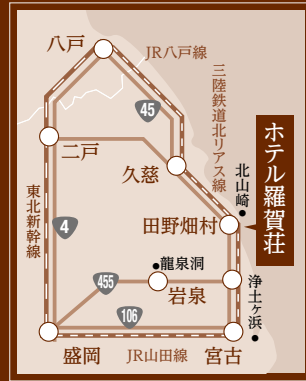 八戸
JR八戸線
三陸鉄道北リアス線
45
二戸
久慈
ホテル羅賀荘
北山崎
東北新幹線
4
田野畑村
龍泉洞
455
岩泉
浄土ヶ浜
106
盛岡
JR山田線
宮古